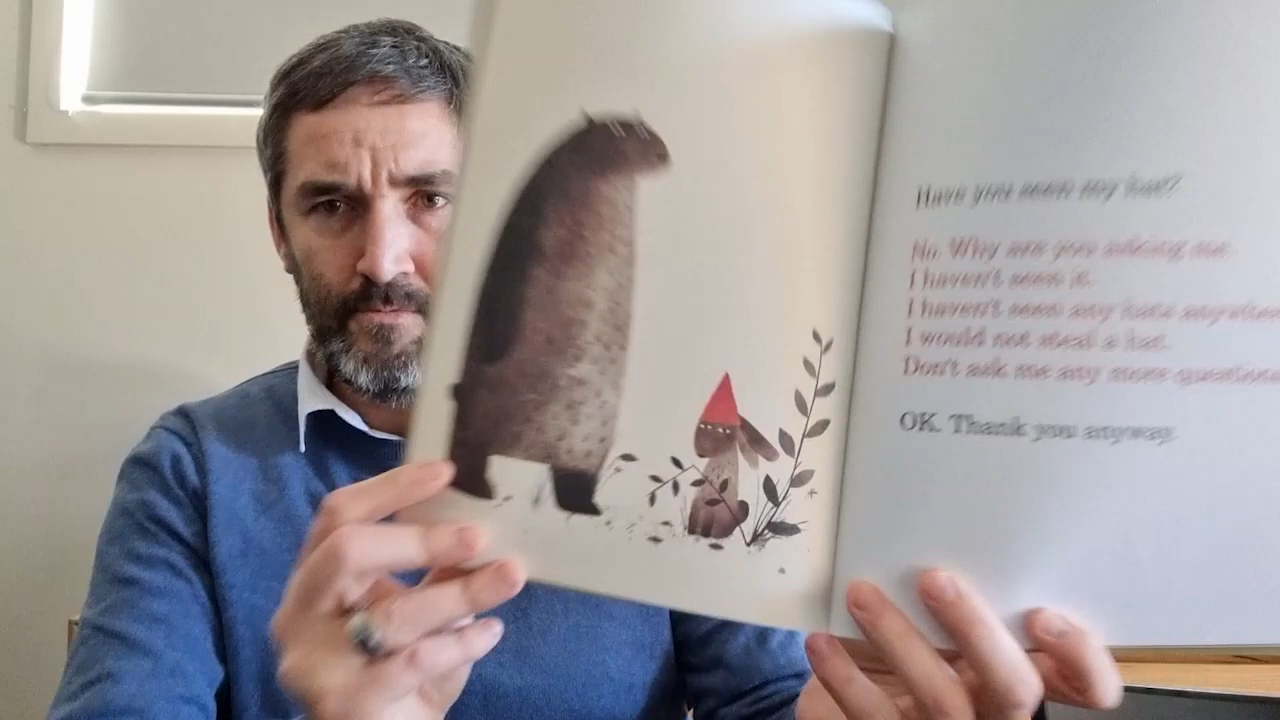 Have you seen my hat?
No. Why are you asking me.
I haven't seen it.
I haven't seen any hats anywhere
I would not steal a hat.
Don't ask me any more questions
OK. Thank you anyway.